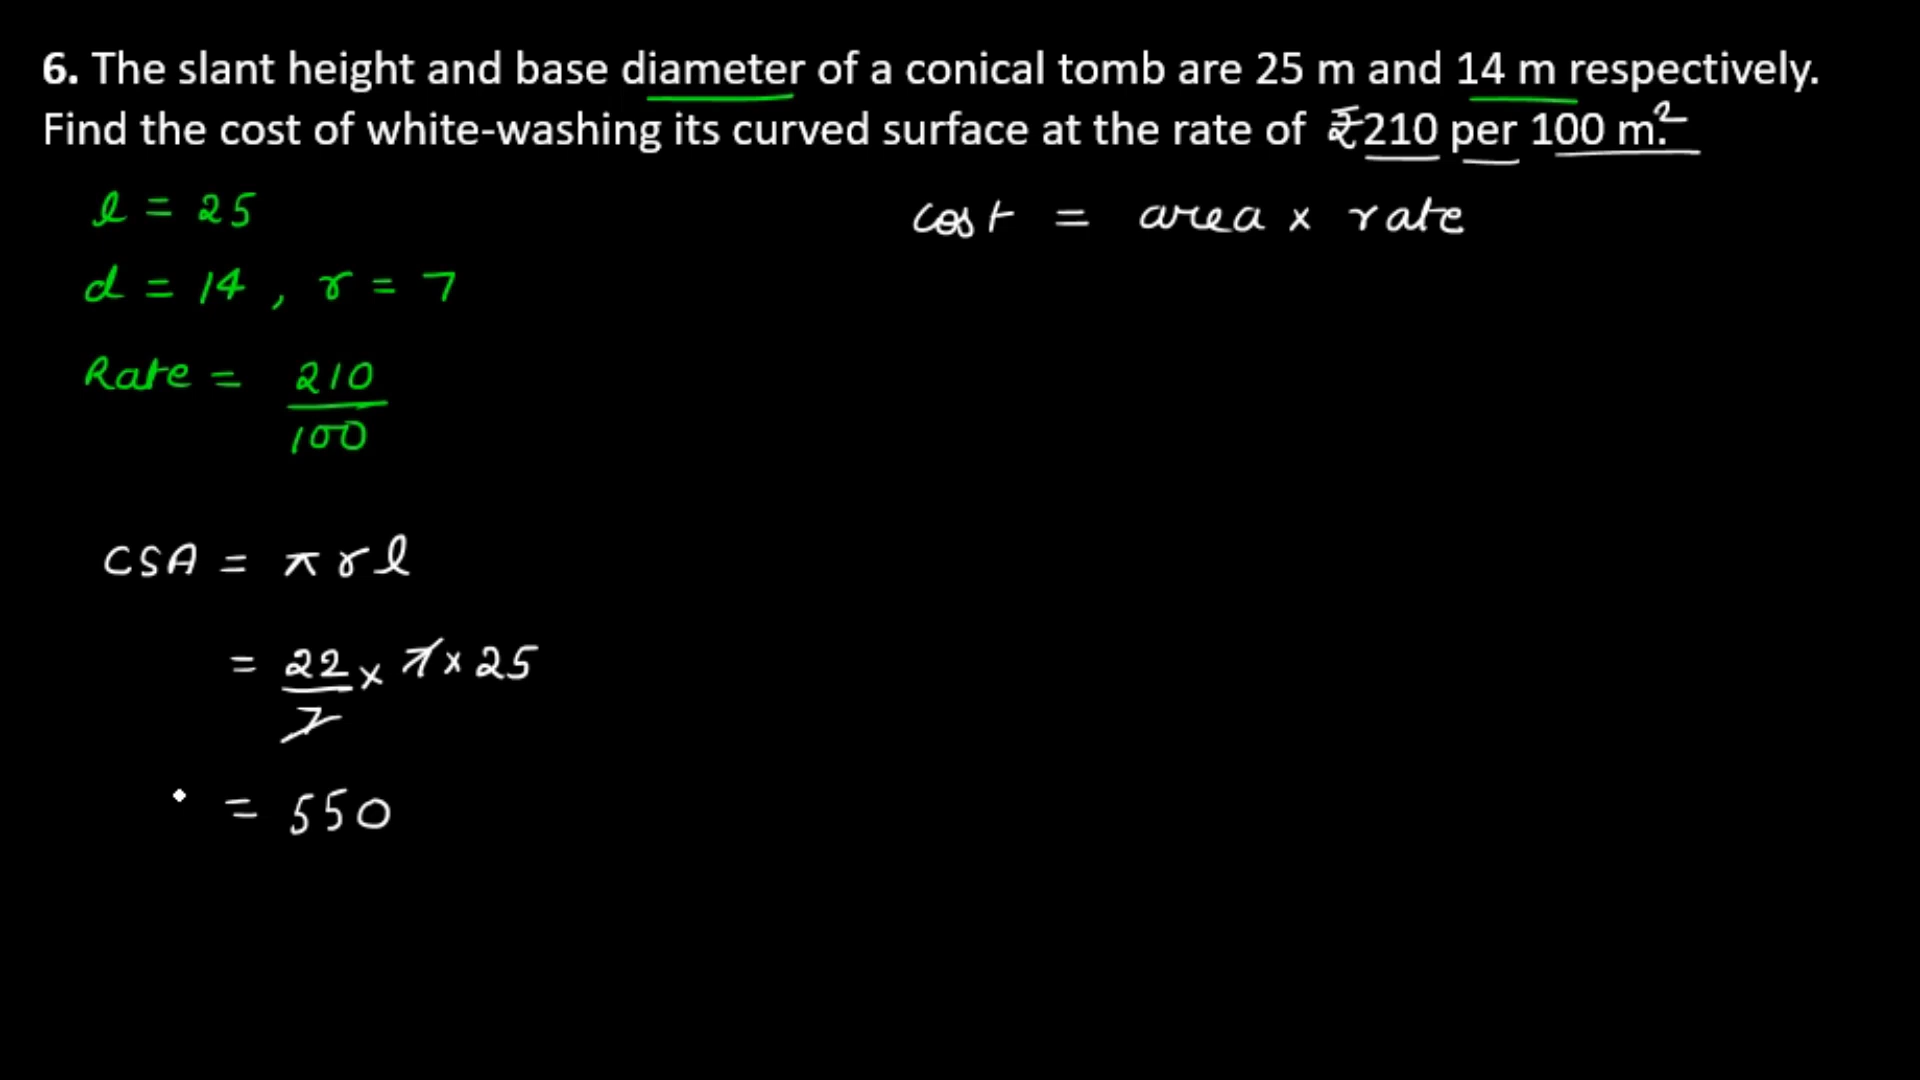 6. The slant height and base diameter of a conical tomb are 25 m and 14 m respectively.
Find the cost of white-washing its curved surface at the rate of ₹210 per 100 m².
l = 25
cost = area × rate
d = 14 , r = 7
Rate = 210/100
CSA = π r l
= 22/7 × 7 × 25
= 550